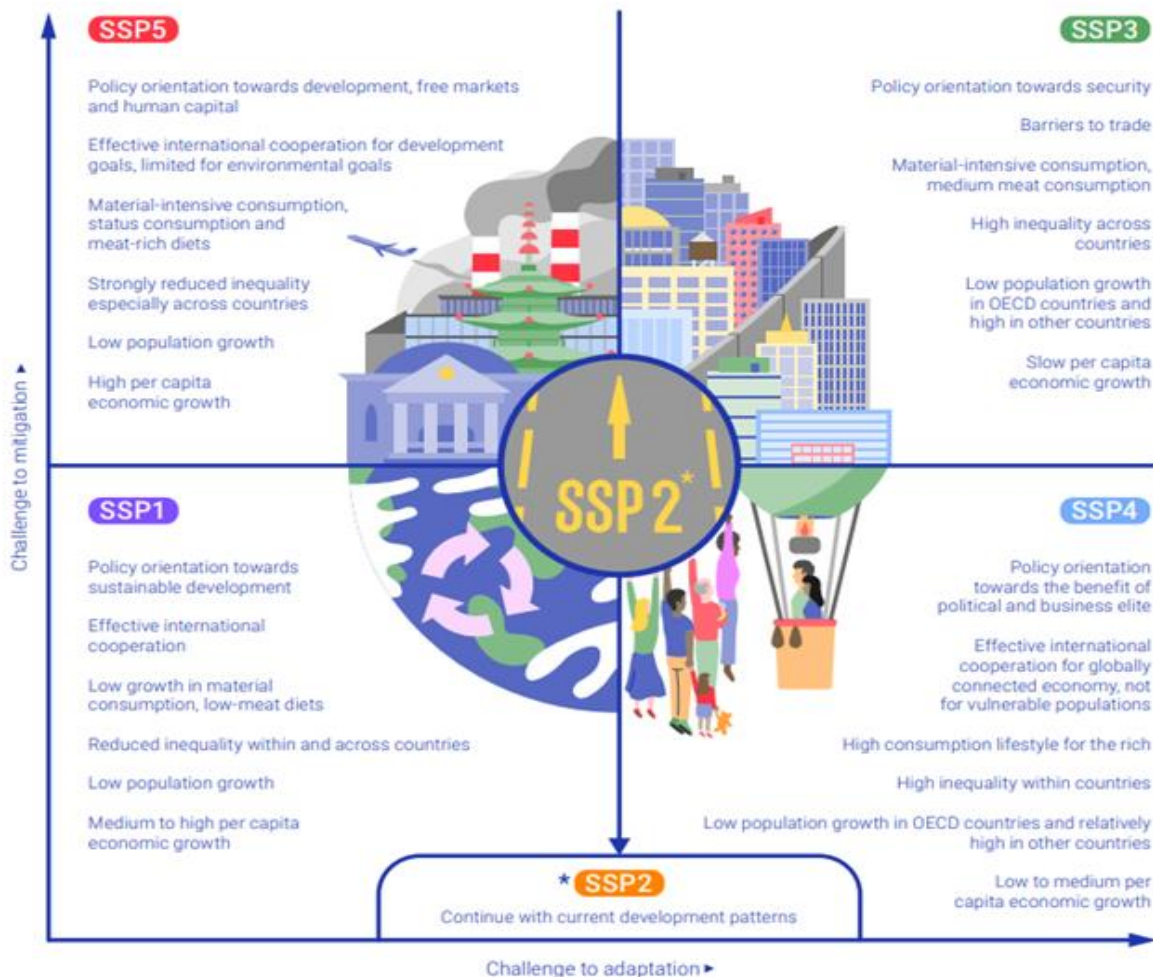 SSP5
Policy orientation towards development, free markets
and human capital
Effective international cooperation for development
goals, limited for environmental goals
Material-intensive consumption,
status consumption and
meat-rich diets
Strongly reduced inequality
especially across countries
Low population growth
High per capita
economic growth
SSP3
Policy orientation towards security
Barriers to trade
Material-intensive consumption,
medium meat consumption
High inequality across
countries
Low population growth
in OECD countries and
high in other countries
Slow per capita
economic growth
Challenge to mitigation ▸
SSP2*
SSP1
Policy orientation towards
sustainable development
Effective international
cooperation
Low growth in material
consumption, low-meat diets
Reduced inequality within and across countries
Low population growth
Medium to high per capita
economic growth
SSP4
Policy orientation
towards the benefit of
political and business elite
Effective international
cooperation for globally
connected economy, not
for vulnerable populations
High consumption lifestyle for the rich
High inequality within countries
Low population growth in OECD countries and relatively
high in other countries
Low to medium per
capita economic growth
* SSP2
Continue with current development patterns
Challenge to adaptation ▸